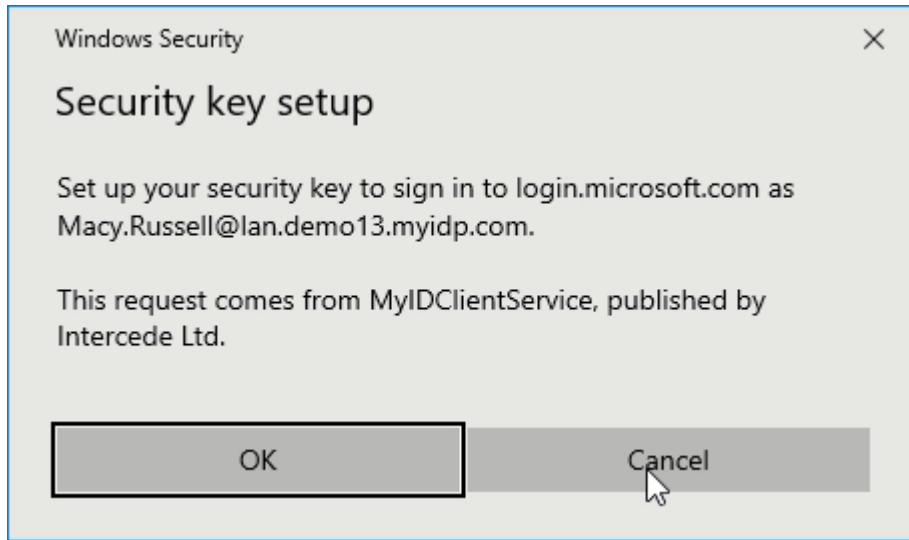 Windows Security
Security key setup
Set up your security key to sign in to login.microsoft.com as
Macy.Russell@lan.demo13.myidp.com.
This request comes from MyIDClientService, published by
Intercede Ltd.
OK
Cancel